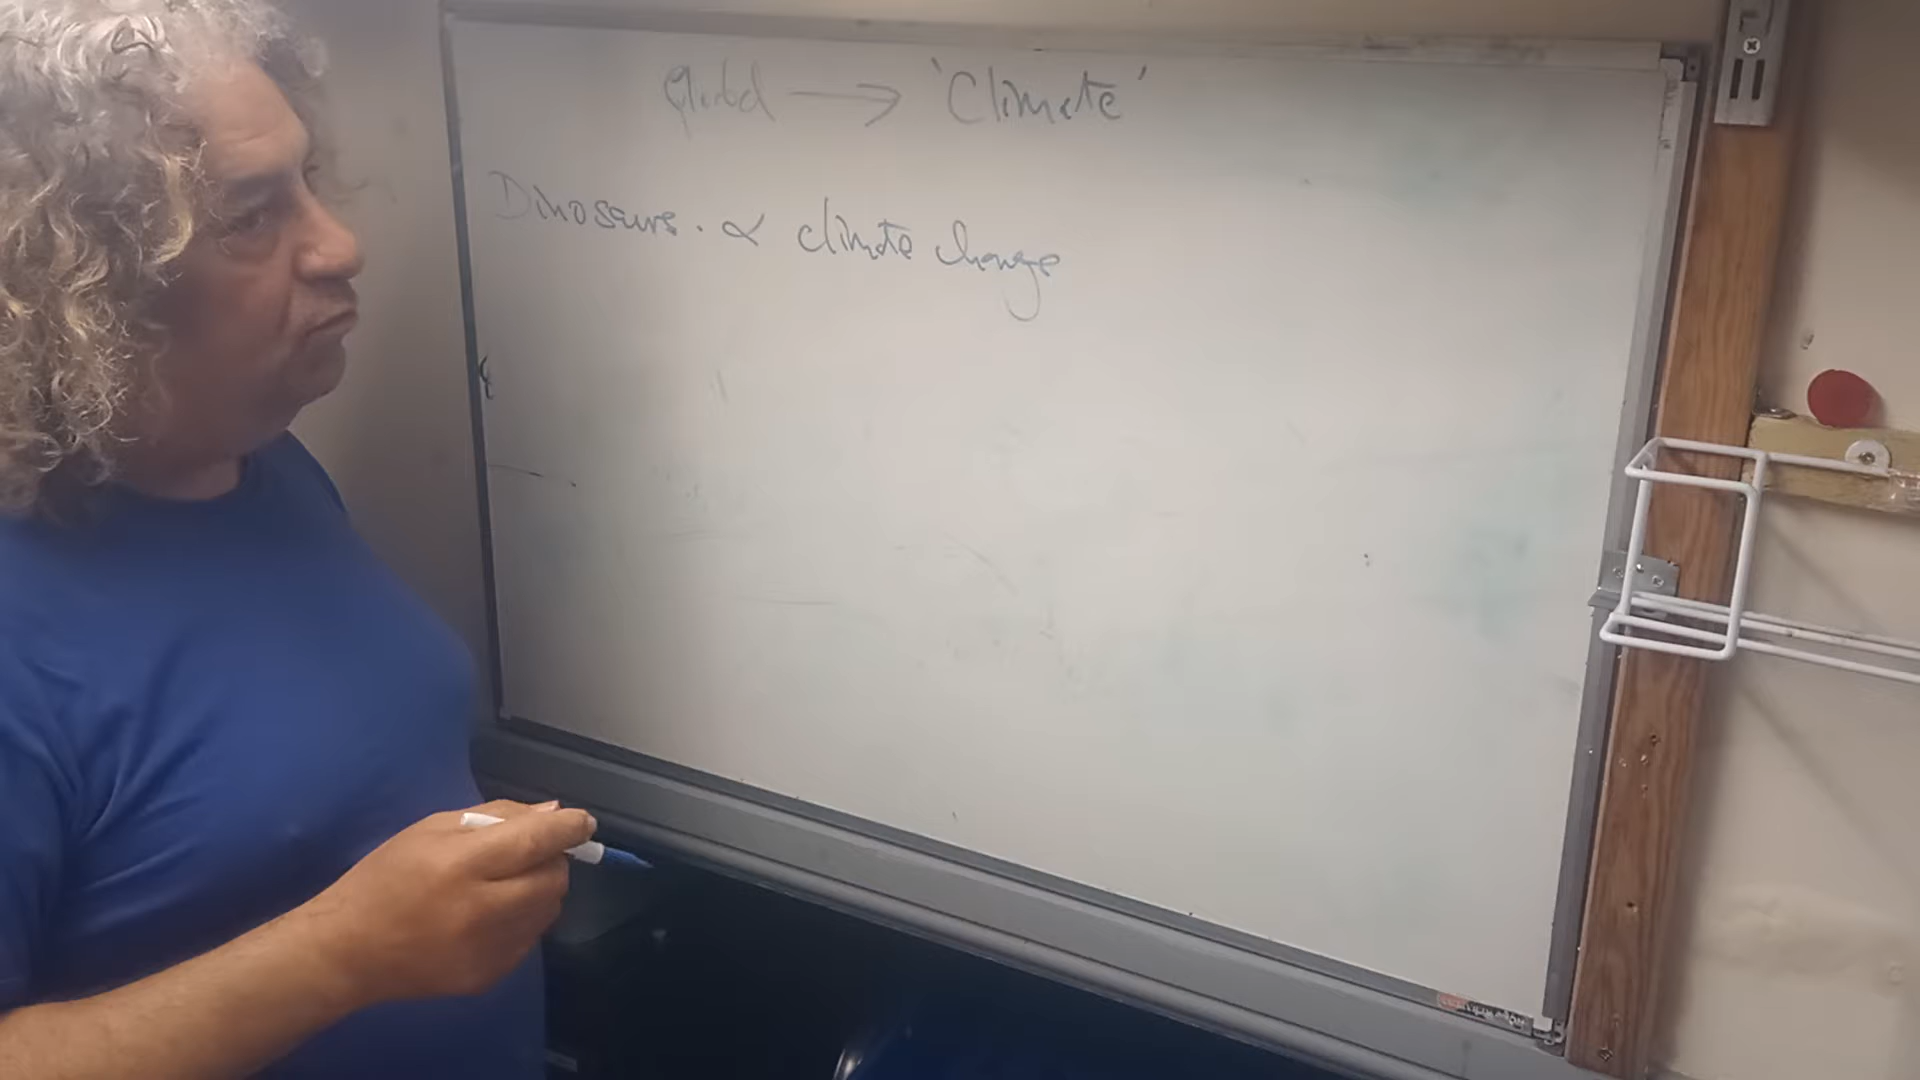 Global → 'Climate'
Dinosaurs. ∝ climate change